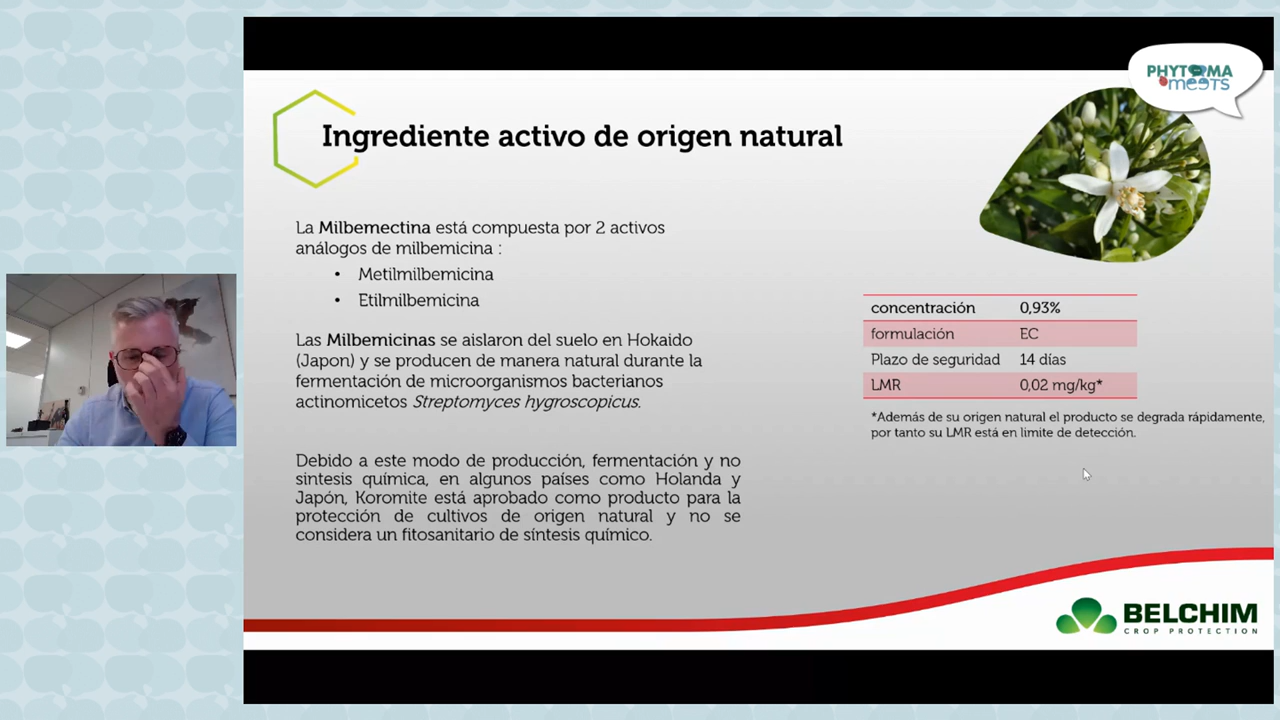 PHYTOMA
meets
Ingrediente activo de origen natural
La Milbemectina está compuesta por 2 activos
análogos de milbemicina :
• Metilmilbemicina
• Etilmilbemicina
Las Milbemicinas se aislaron del suelo en Hokaido
(Japon) y se producen de manera natural durante la
fermentación de microorganismos bacterianos
actinomicetos Streptomyces hygroscopicus.
Debido a este modo de producción, fermentación y no
sintesis química, en algunos países como Holanda y
Japón, Koromite está aprobado como producto para la
protección de cultivos de origen natural y no se
considera un fitosanitario de síntesis químico.
concentración 0,93%
formulación EC
Plazo de seguridad 14 días
LMR 0,02 mg/kg*
*Además de su origen natural el producto se degrada rápidamente,
por tanto su LMR está en limite de detección.
BELCHIM
CROP PROTECTION